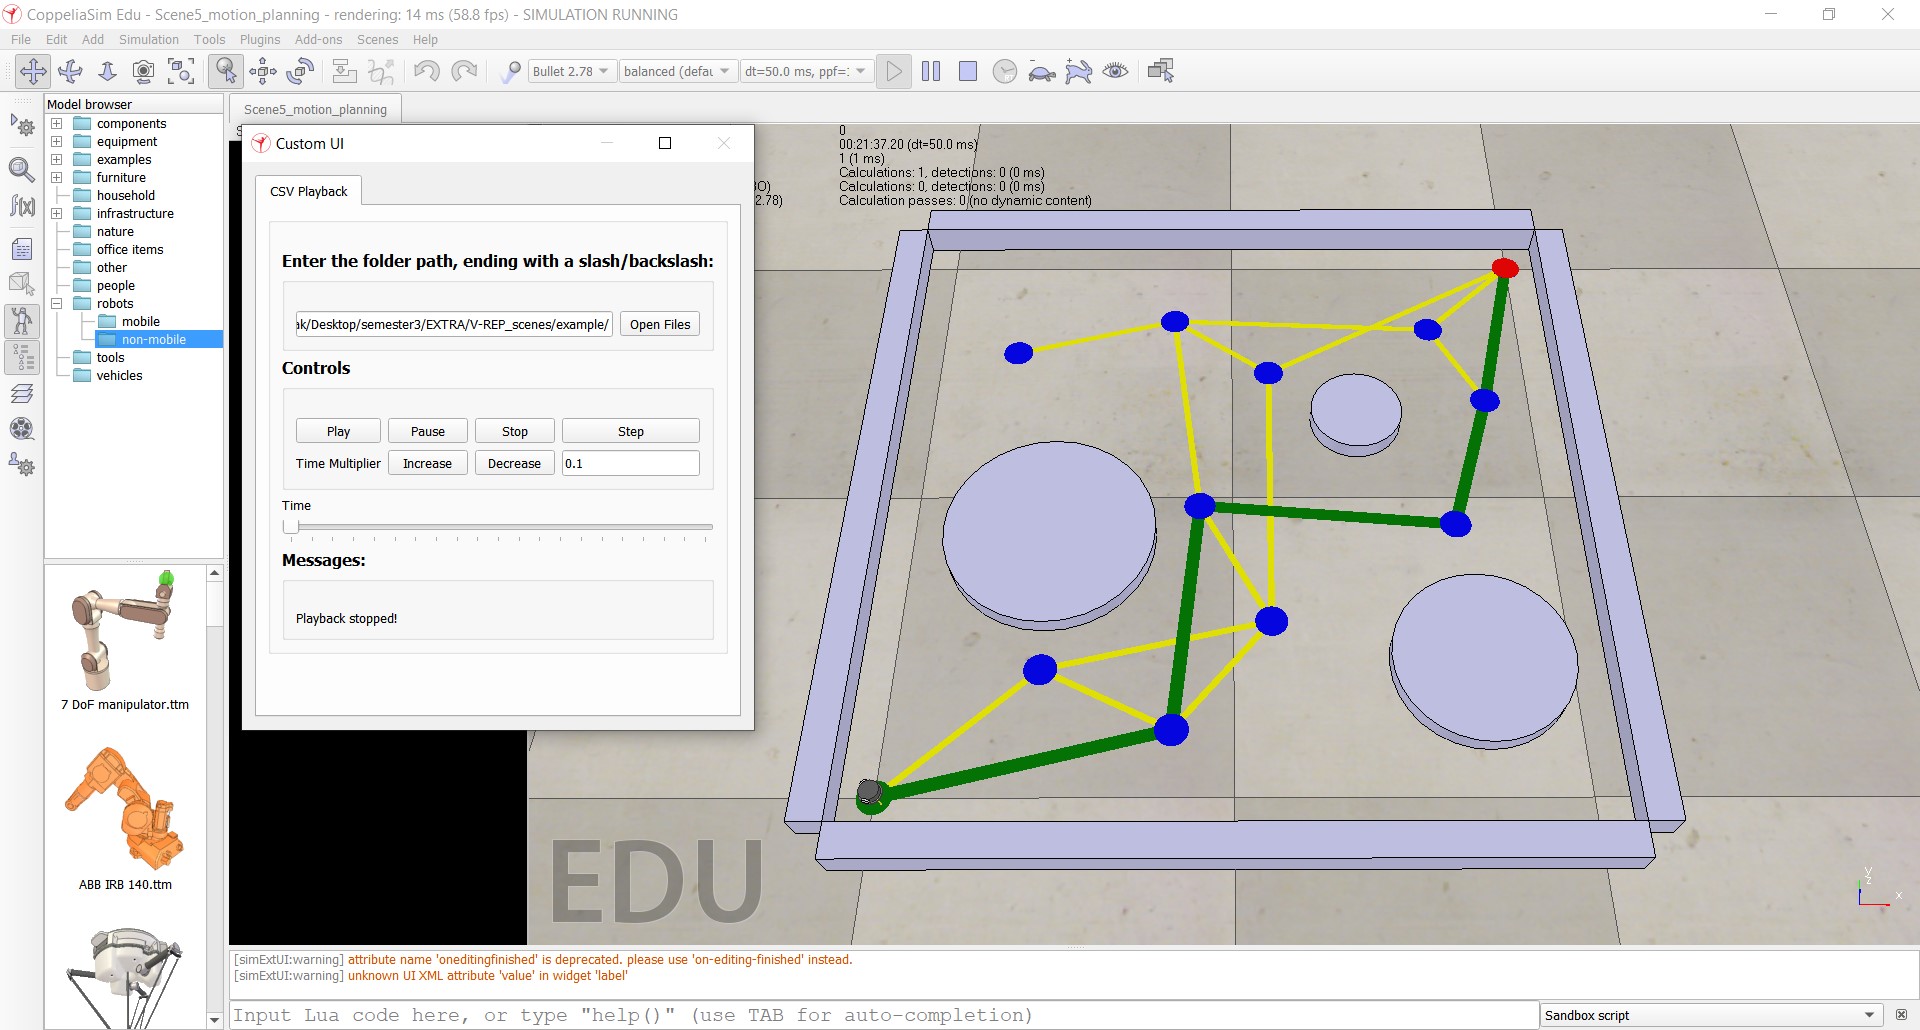 CoppeliaSim Edu - Scene5_motion_planning - rendering: 14 ms (58.8 fps) - SIMULATION RUNNING
File Edit Add Simulation Tools Plugins Add-ons Scenes Help
Bullet 2.78 balanced (defau dt=50.0 ms, ppf=:
Model browser
components
equipment
examples
furniture
household
infrastructure
nature
office items
other
people
robots
mobile
non-mobile
tools
vehicles
7 DoF manipulator.ttm
ABB IRB 140.ttm
Scene5_motion_planning
Custom UI
CSV Playback
Enter the folder path, ending with a slash/backslash:
ak/Desktop/semester3/EXTRA/V-REP_scenes/example/ Open Files
Controls
Play Pause Stop Step
Time Multiplier Increase Decrease 0.1
Time
Messages:
Playback stopped!
0
00:21:37.20 (dt=50.0 ms)
1 (1 ms)
Calculations: 1, detections: 0 (0 ms)
Calculations: 0, detections: 0 (0 ms)
2.78) Calculation passes: 0 (no dynamic content)
EDU
y
z
x
[simExtUI:warning] attribute name 'oneditingfinished' is deprecated. please use 'on-editing-finished' instead.
[simExtUI:warning] unknown UI XML attribute 'value' in widget 'label'
Input Lua code here, or type "help()" (use TAB for auto-completion)
Sandbox script